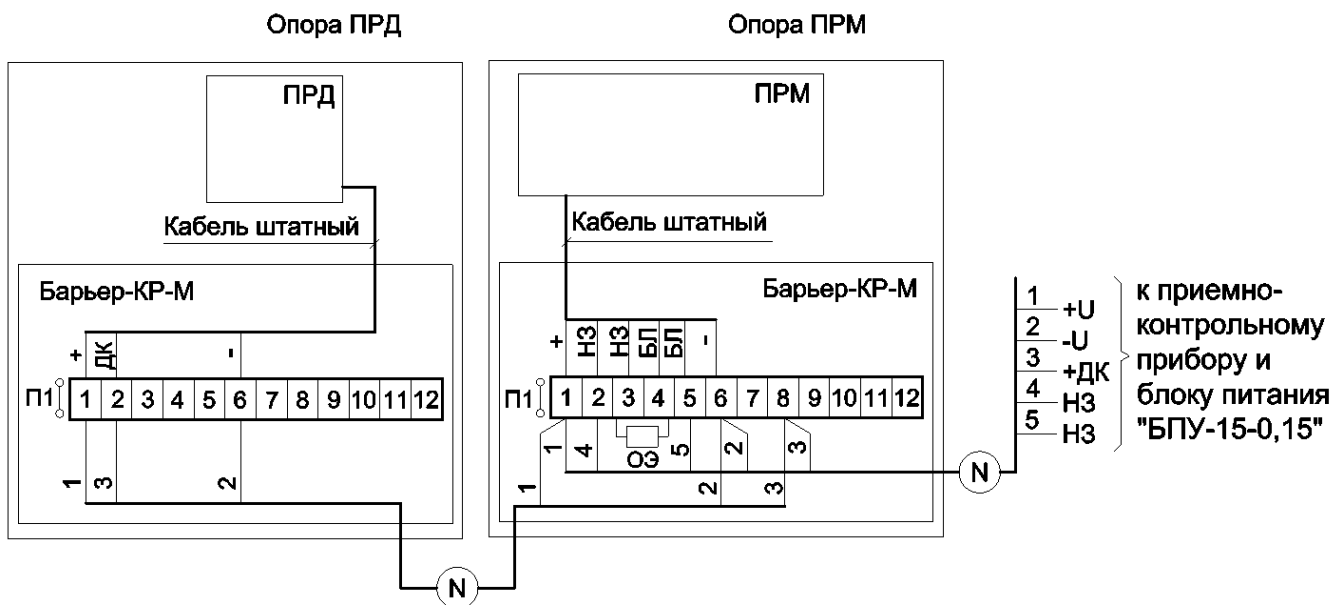 Опора ПРД
Опора ПРМ
ПРД
ПРМ
Кабель штатный
Кабель штатный
Барьер-КР-М
Барьер-КР-М
+ ДК -
+ НЗ НЗ БЛ БЛ -
П1 1 2 3 4 5 6 7 8 9 10 11 12
П1 1 2 3 4 5 6 7 8 9 10 11 12
1 3 2
1 4 ОЭ 5 2 3
1 2 3
N
N
1 +U
2 -U
3 +ДК
4 НЗ
5 НЗ
к приемно-
контрольному
прибору и
блоку питания
"БПУ-15-0,15"